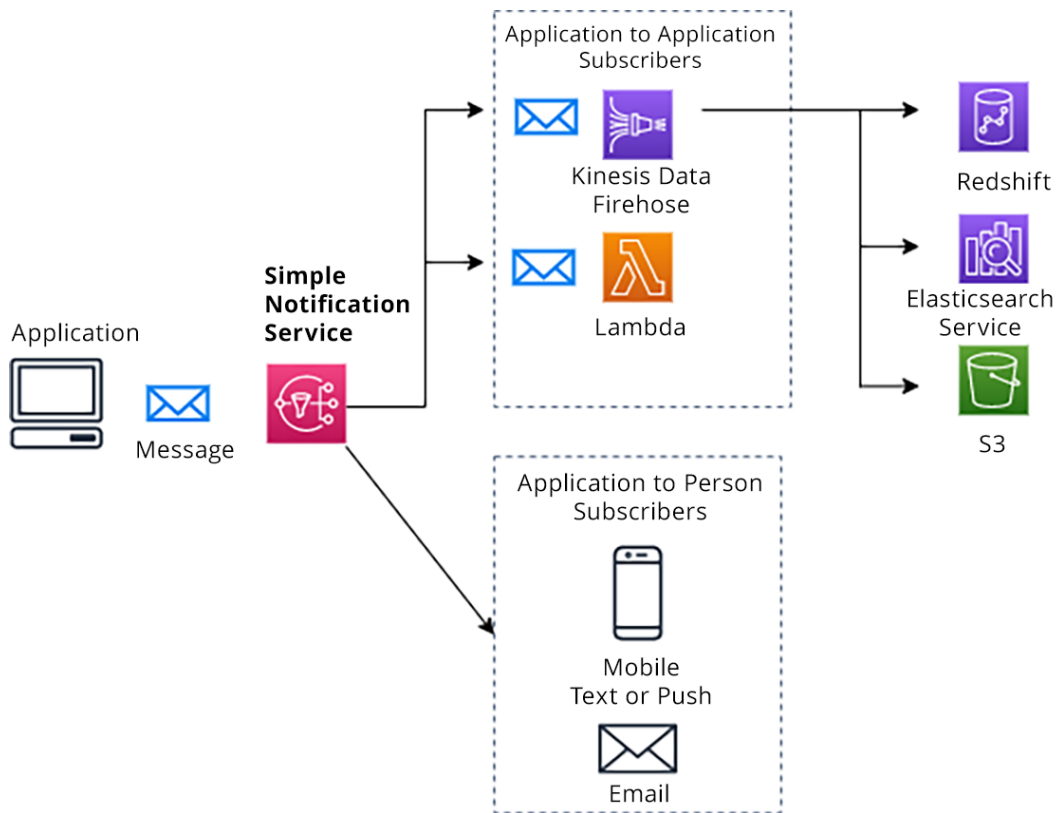 Application
Message
Simple
Notification
Service
Application to Application
Subscribers
Kinesis Data
Firehose
Lambda
Redshift
Elasticsearch
Service
S3
Application to Person
Subscribers
Mobile
Text or Push
Email